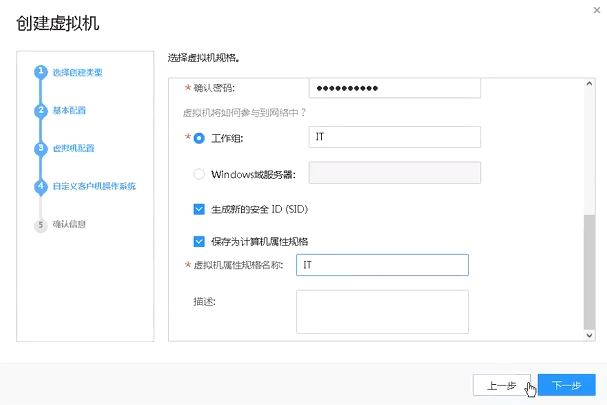 创建虚拟机
1 选择创建类型
2 基本配置
3 虚拟机配置
4 自定义客户机操作系统
5 确认信息
选择虚拟机规格。
* 确认密码: ●●●●●●●●●●
虚拟机将如何参与到网络中？
* 工作组: IT
Windows域服务器:
生成新的安全 ID (SID)
保存为计算机属性规格
* 虚拟机属性规格名称: IT
描述:
上一步 下一步